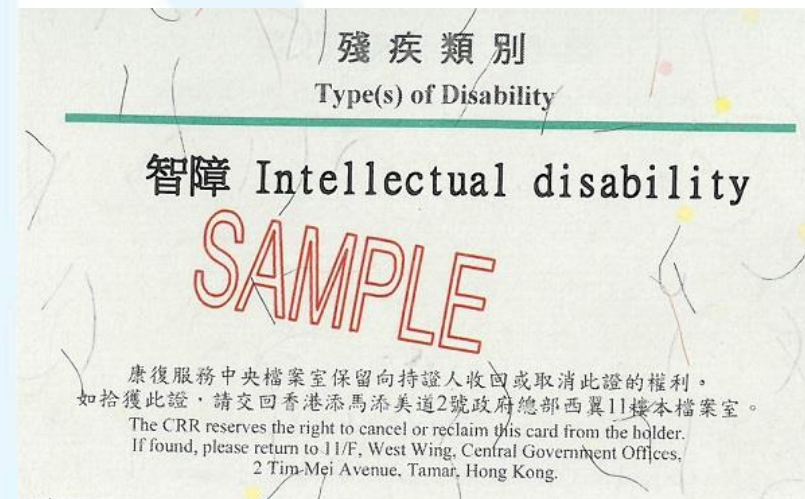 殘疾類別
Type(s) of Disability
智障 Intellectual disability
SAMPLE
康復服務中央檔案室保留向持證人收回或取消此證的權利。
如拾獲此證，請交回香港添馬添美道2號政府總部西翼11樓本檔案室。
The CRR reserves the right to cancel or reclaim this card from the holder.
If found, please return to 11/F, West Wing, Central Government Offices,
2 Tim Mei Avenue, Tamar, Hong Kong.